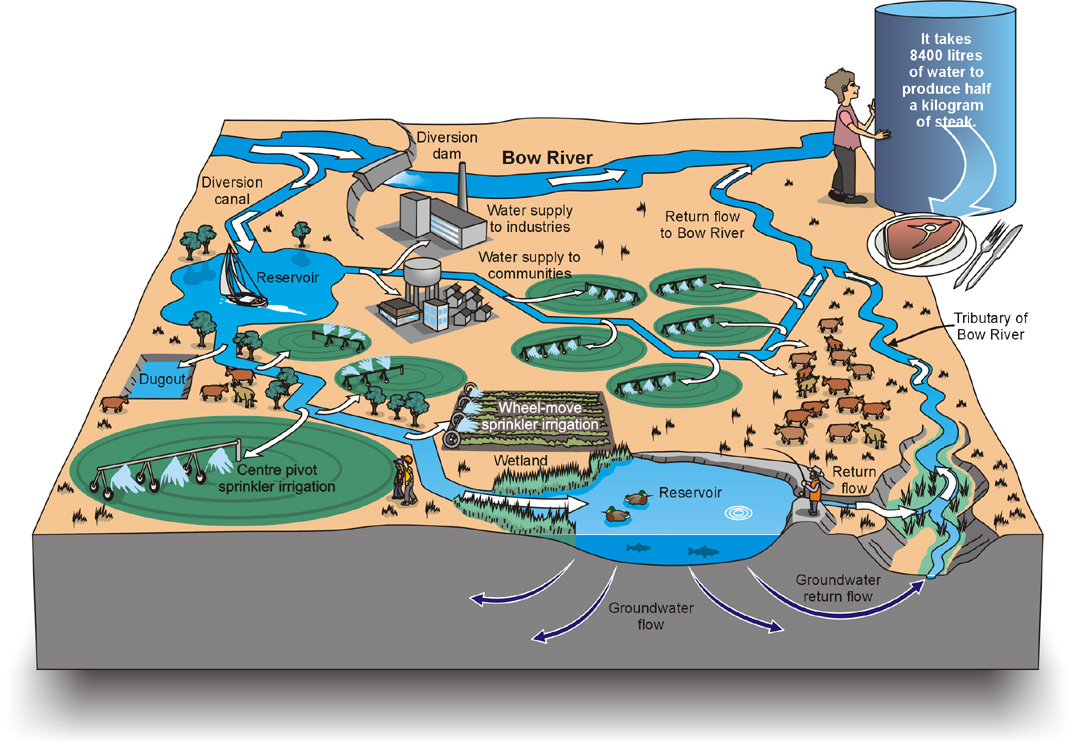 It takes
8400 litres
of water to
produce half
a kilogram
of steak.
Diversion
dam
Bow River
Diversion
canal
Water supply
to industries
Return flow
to Bow River
Water supply to
communities
Reservoir
Tributary of
Bow River
Dugout
Wheel-move
sprinkler irrigation
Centre pivot
sprinkler irrigation
Wetland
Reservoir
Return
flow
Groundwater
return flow
Groundwater
flow